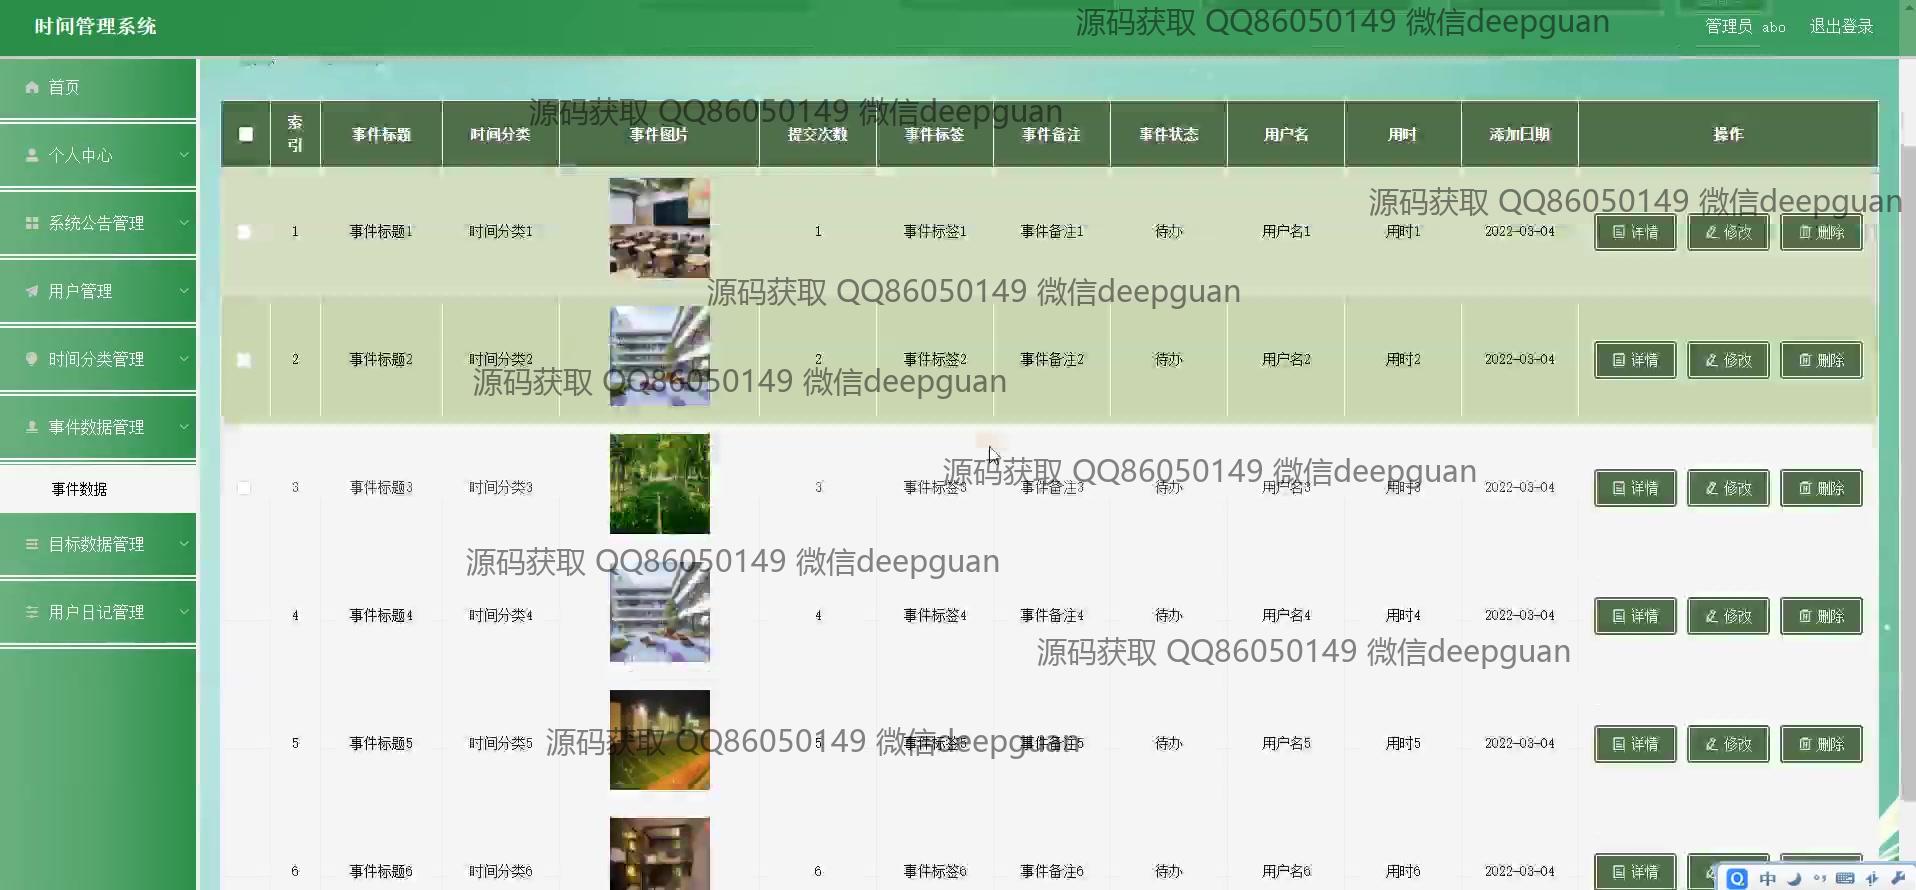 时间管理系统
源码获取 QQ86050149 微信deepguan
管理员 abo 退出登录
首页
个人中心
系统公告管理
用户管理
时间分类管理
事件数据管理
事件数据
目标数据管理
用户日记管理
源码获取 QQ86050149 微信deepguan
索引 事件标题 时间分类 事件图片 提交次数 事件标签 事件备注 事件状态 用户名 用时 添加日期 操作
源码获取 QQ86050149 微信deepguan
1 事件标题1 时间分类1 1 事件标签1 事件备注1 待办 用户名1 用时1 2022-03-04 详情 修改 删除
源码获取 QQ86050149 微信deepguan
2 事件标题2 时间分类2 2 事件标签2 事件备注2 待办 用户名2 用时2 2022-03-04 详情 修改 删除
源码获取 QQ86050149 微信deepguan
源码获取 QQ86050149 微信deepguan
3 事件标题3 时间分类3 3 事件标签3 事件备注3 待办 用户名3 用时3 2022-03-04 详情 修改 删除
源码获取 QQ86050149 微信deepguan
4 事件标题4 时间分类4 4 事件标签4 事件备注4 待办 用户名4 用时4 2022-03-04 详情 修改 删除
源码获取 QQ86050149 微信deepguan
源码获取 QQ86050149 微信deepguan
5 事件标题5 时间分类5 5 事件标签5 事件备注5 待办 用户名5 用时5 2022-03-04 详情 修改 删除
6 事件标题6 时间分类6 6 事件标签6 事件备注6 待办 用户名6 用时6 2022-03-04 详情
中